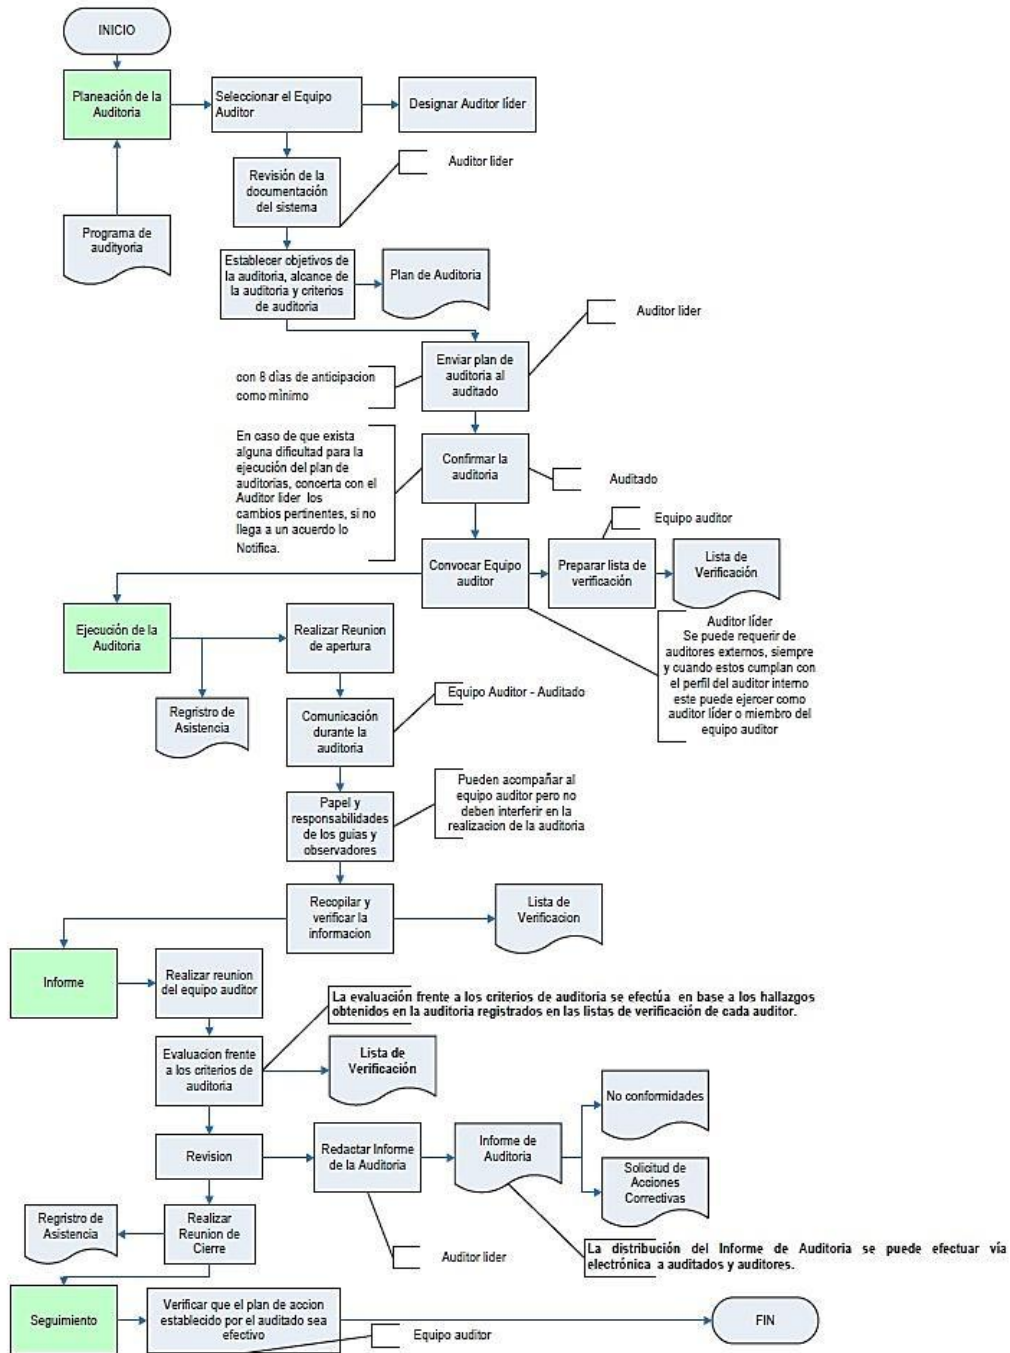 INICIO
Planeación de la
Auditoria
Seleccionar el Equipo
Auditor
Designar Auditor líder
Auditor lider
Revisión de la
documentación
del sistema
Programa de
audityoria
Establecer objetivos de
la auditoria, alcance de
la auditoria y criterios
de auditoria
Plan de Auditoria
Auditor lider
Enviar plan de
auditoria al
auditado
con 8 días de anticipacion
como mìnimo
En caso de que exista
alguna dificultad para la
ejecución del plan de
auditorias, concerta con el
Auditor lider los
cambios pertinentes, si no
llega a un acuerdo lo
Notifica.
Confirmar la
auditoria
Auditado
Equipo auditor
Convocar Equipo
auditor
Preparar lista de
verificación
Lista de
Verificación
Ejecución de la
Auditoria
Realizar Reunion
de apertura
Auditor líder
Se puede requerir de
auditores externos, siempre
y cuando estos cumplan con
el perfil del auditor interno
este puede ejercer como
auditor líder o miembro del
equipo auditor
Regristro de
Asistencia
Comunicación
durante la
auditoria
Equipo Auditor - Auditado
Papel y
responsabilidades
de los guias y
observadores
Pueden acompañar al
equipo auditor pero no
deben interferir en la
realizacion de la auditoria
Recopilar y
verificar la
informacion
Lista de
Verificacion
Informe
Realizar reunion
del equipo auditor
La evaluación frente a los criterios de auditoria se efectúa en base a los hallazgos
obtenidos en la auditoria registrados en las listas de verificación de cada auditor.
Evaluacion frente
a los criterios de
auditoria
Lista de
Verificación
No conformidades
Revision
Redactar Informe
de la Auditoria
Informe de
Auditoria
Solicitud de
Acciones
Correctivas
Regristro de
Asistencia
Realizar
Reunion de
Cierre
Auditor lider
La distribución del Informe de Auditoria se puede efectuar vía
electrónica a auditados y auditores.
Seguimiento
Verificar que el plan de accion
establecido por el auditado sea
efectivo
Equipo auditor
FIN